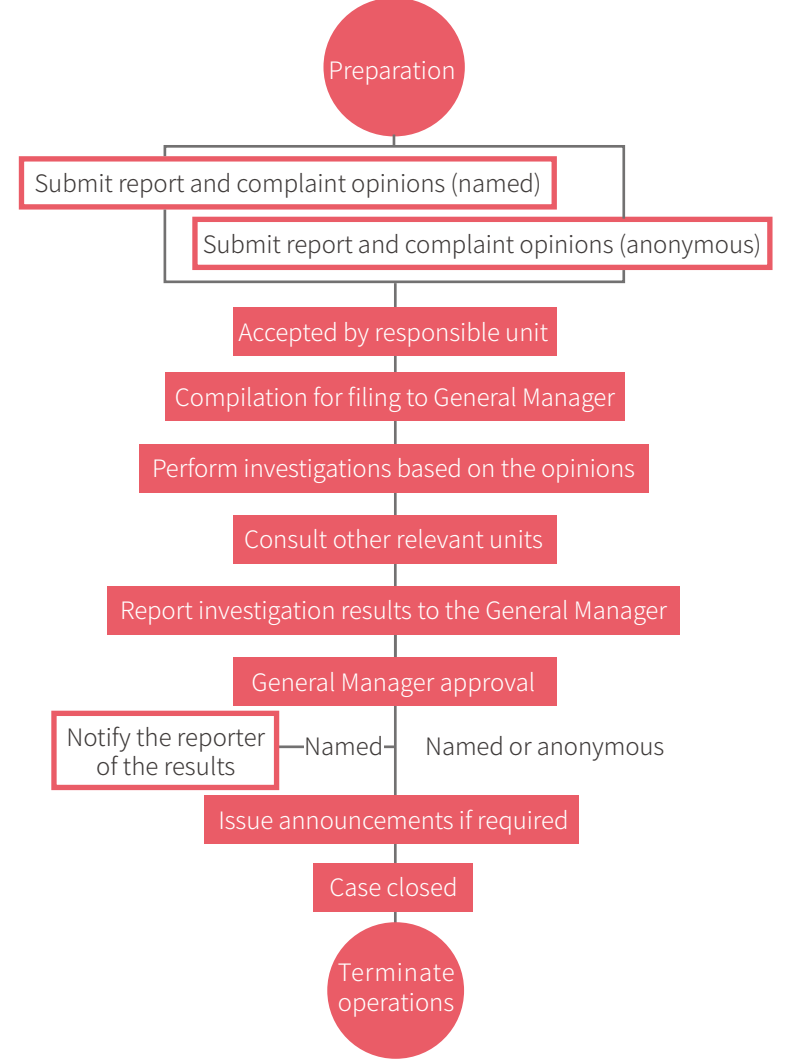 Preparation
Submit report and complaint opinions (named)
Submit report and complaint opinions (anonymous)
Accepted by responsible unit
Compilation for filing to General Manager
Perform investigations based on the opinions
Consult other relevant units
Report investigation results to the General Manager
General Manager approval
Notify the reporter
of the results
Named
Named or anonymous
Issue announcements if required
Case closed
Terminate
operations